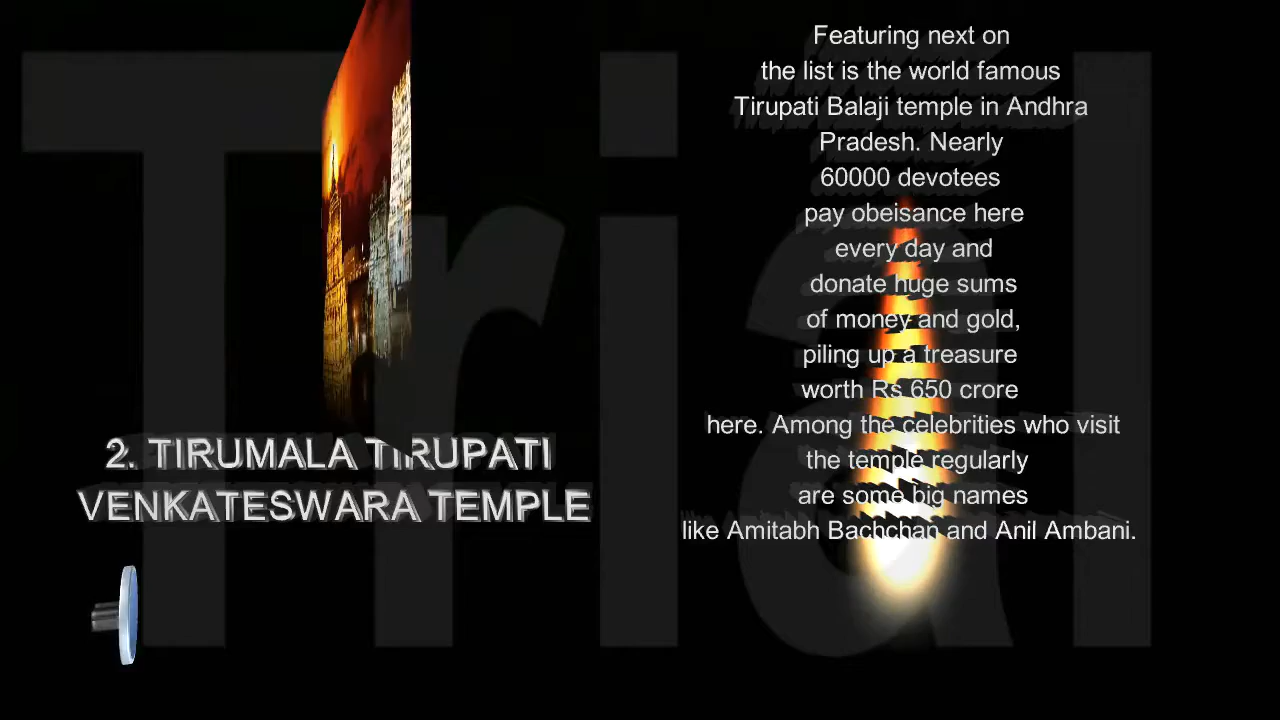 Trial
2. TIRUMALA TIRUPATI
VENKATESWARA TEMPLE
Featuring next on
the list is the world famous
Tirupati Balaji temple in Andhra
Pradesh. Nearly
60000 devotees
pay obeisance here
every day and
donate huge sums
of money and gold,
piling up a treasure
worth Rs 650 crore
here. Among the celebrities who visit
the temple regularly
are some big names
like Amitabh Bachchan and Anil Ambani.